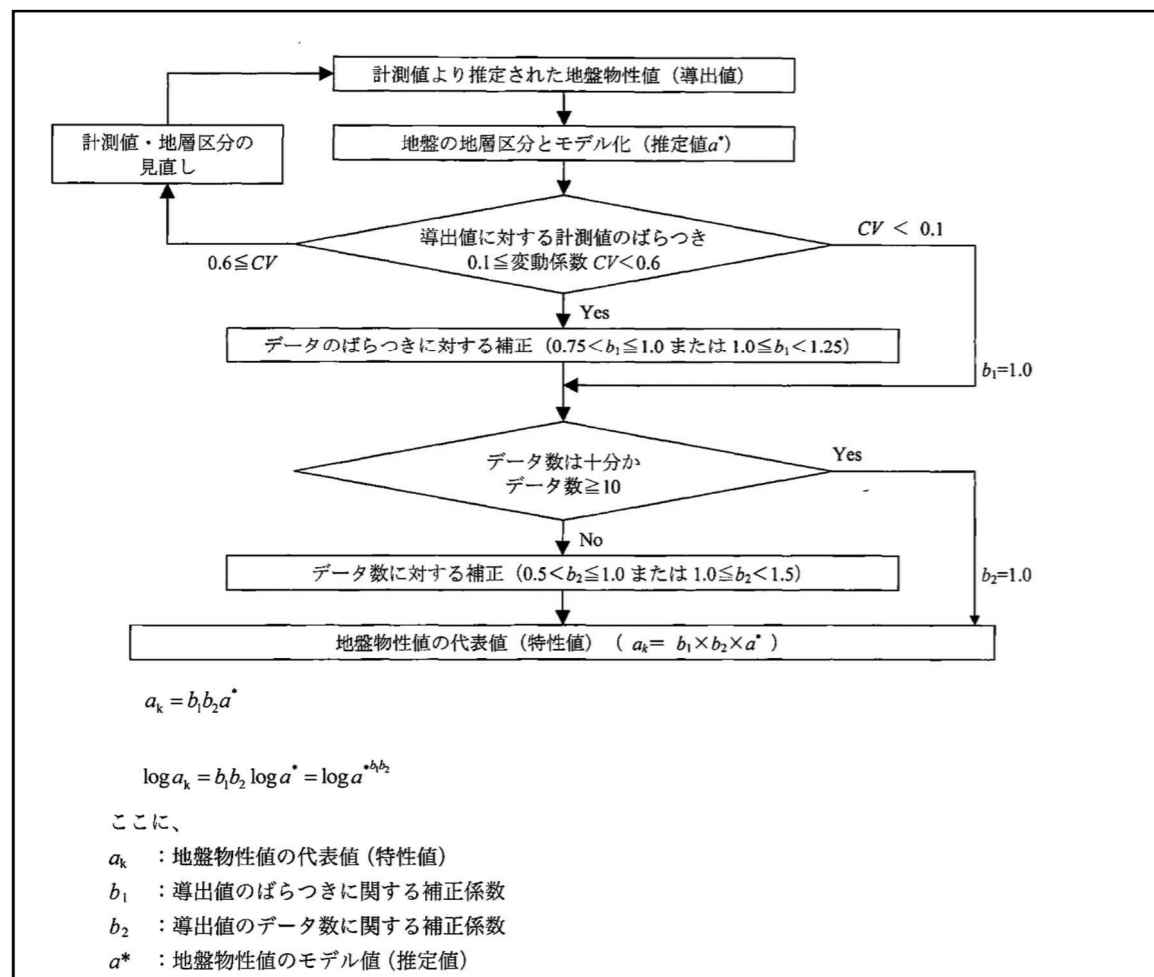 計測値より推定された地盤物性値（導出値）
計測値・地層区分の
見直し
地盤の地層区分とモデル化（推定値a*）
導出値に対する計測値のばらつき
0.1≦変動係数 CV<0.6
CV < 0.1
0.6≦CV
Yes
データのばらつきに対する補正（0.75<b₁≦1.0 または 1.0≦b₁<1.25）
b₁=1.0
データ数は十分か
データ数≧10
Yes
No
データ数に対する補正（0.5<b₂≦1.0 または 1.0≦b₂<1.5）
b₂=1.0
地盤物性値の代表値（特性値）（ aₖ= b₁×b₂×a* ）
aₖ = b₁b₂a*
log aₖ = b₁b₂ log a* = log a*^b₁b₂
ここに、
aₖ ：地盤物性値の代表値（特性値）
b₁ ：導出値のばらつきに関する補正係数
b₂ ：導出値のデータ数に関する補正係数
a* ：地盤物性値のモデル値（推定値）